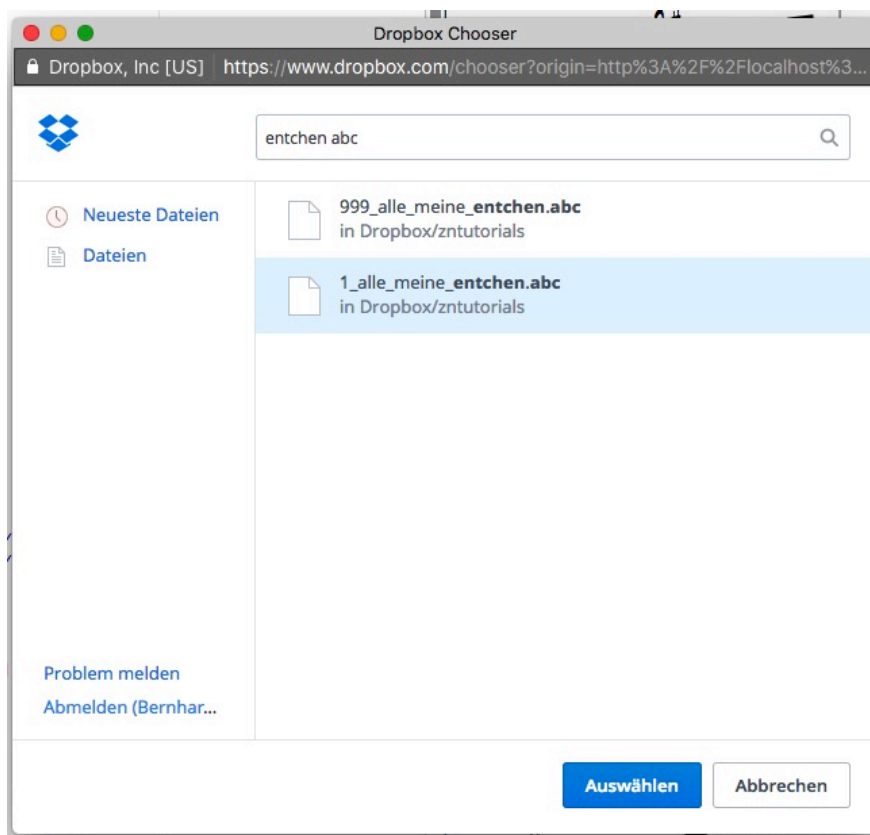 Dropbox Chooser
Dropbox, Inc [US] https://www.dropbox.com/chooser?origin=http%3A%2F%2Flocalhost%3...
entchen abc
Neueste Dateien
Dateien
999_alle_meine_entchen.abc
in Dropbox/zntutorials
1_alle_meine_entchen.abc
in Dropbox/zntutorials
Problem melden
Abmelden (Bernhar...
Auswählen
Abbrechen